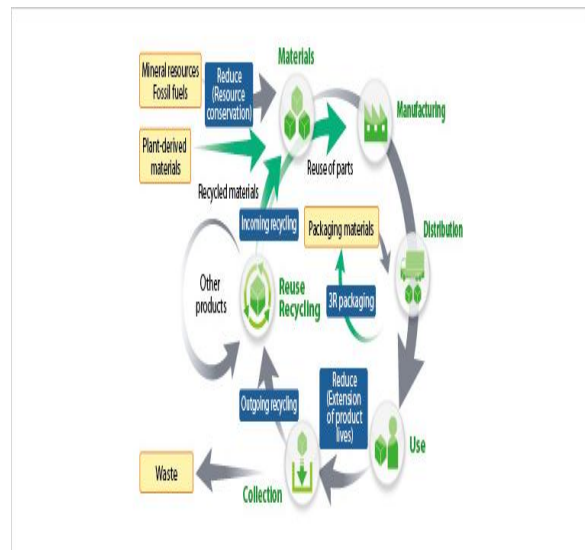 Materials
Mineral resources
Fossil fuels
Reduce
(Resource
conservation)
Manufacturing
Plant-derived
materials
Reuse of parts
Recycled materials
Incoming recycling
Packaging materials
Distribution
Other
products
Reuse
Recycling
3R packaging
Reduce
(Extension
of product
lives)
Outgoing recycling
Use
Waste
Collection